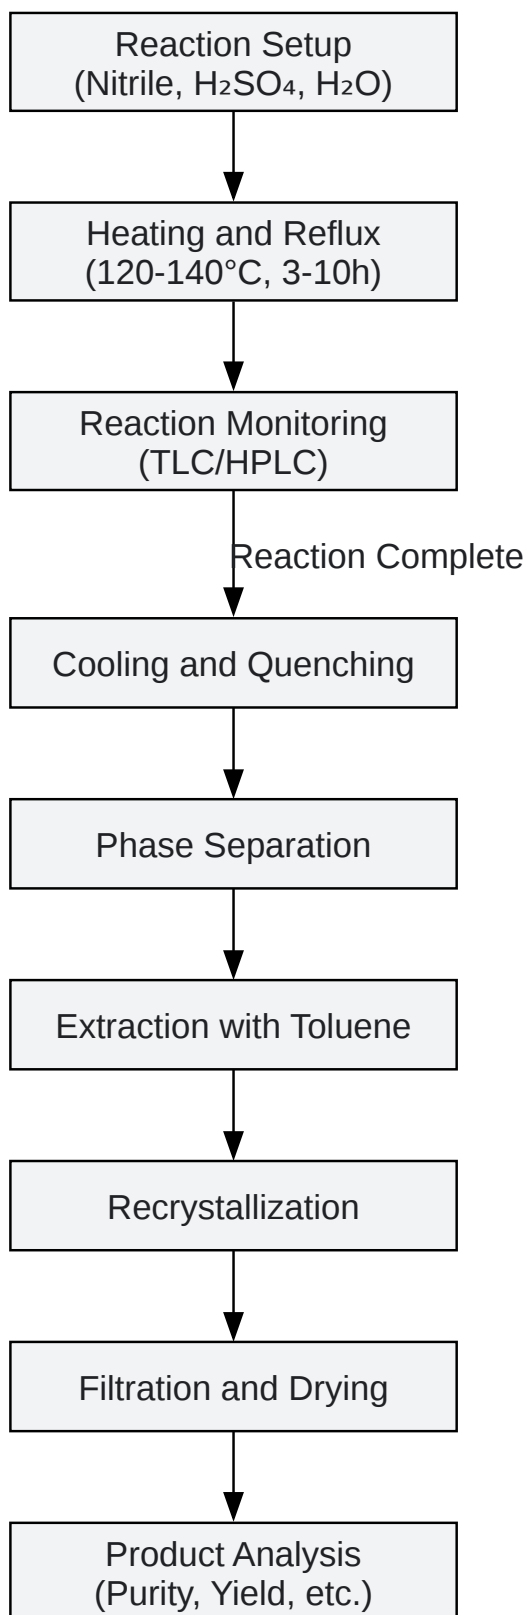 Reaction Setup
(Nitrile, H₂SO₄, H₂O)
Heating and Reflux
(120-140°C, 3-10h)
Reaction Monitoring
(TLC/HPLC)
Reaction Complete
Cooling and Quenching
Phase Separation
Extraction with Toluene
Recrystallization
Filtration and Drying
Product Analysis
(Purity, Yield, etc.)